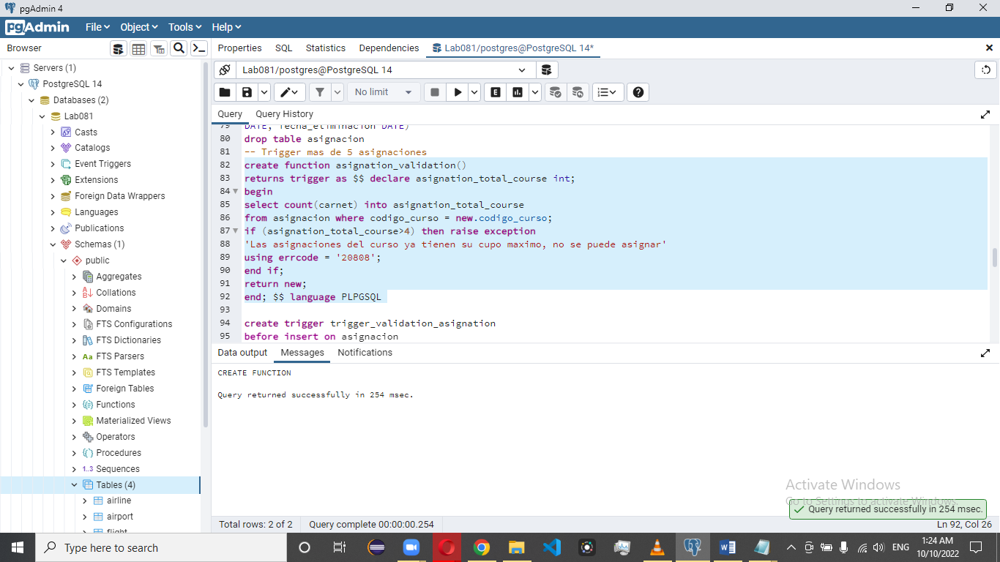 pgAdmin 4
pgAdmin
File Object Tools Help
Browser
Properties SQL Statistics Dependencies Lab081/postgres@PostgreSQL 14*
Servers (1)
PostgreSQL 14
Databases (2)
Lab081
Casts
Catalogs
Event Triggers
Extensions
Foreign Data Wrappers
Languages
Publications
Schemas (1)
public
Aggregates
Collations
Domains
FTS Configurations
FTS Dictionaries
FTS Parsers
FTS Templates
Foreign Tables
Functions
Materialized Views
Operators
Procedures
1..3 Sequences
Tables (4)
airline
airport
flight
Lab081/postgres@PostgreSQL 14
No limit
Query Query History
79 DATE, fecha_eliminacion DATE)
80 drop table asignacion
81 -- Trigger mas de 5 asignaciones
82 create function asignation_validation()
83 returns trigger as $$ declare asignation_total_course int;
84 begin
85 select count(carnet) into asignation_total_course
86 from asignacion where codigo_curso = new.codigo_curso;
87 if (asignation_total_course>4) then raise exception
88 'Las asignaciones del curso ya tienen su cupo maximo, no se puede asignar'
89 using errcode = '20808';
90 end if;
91 return new;
92 end; $$ language PLPGSQL
93
94 create trigger trigger_validation_asignation
95 before insert on asignacion
Data output Messages Notifications
CREATE FUNCTION
Query returned successfully in 254 msec.
Activate Windows
Go to Settings to activate Windows.
Query returned successfully in 254 msec.
Total rows: 2 of 2 Query complete 00:00:00.254 Ln 92, Col 26
Type here to search
ENG
1:24 AM
10/10/2022